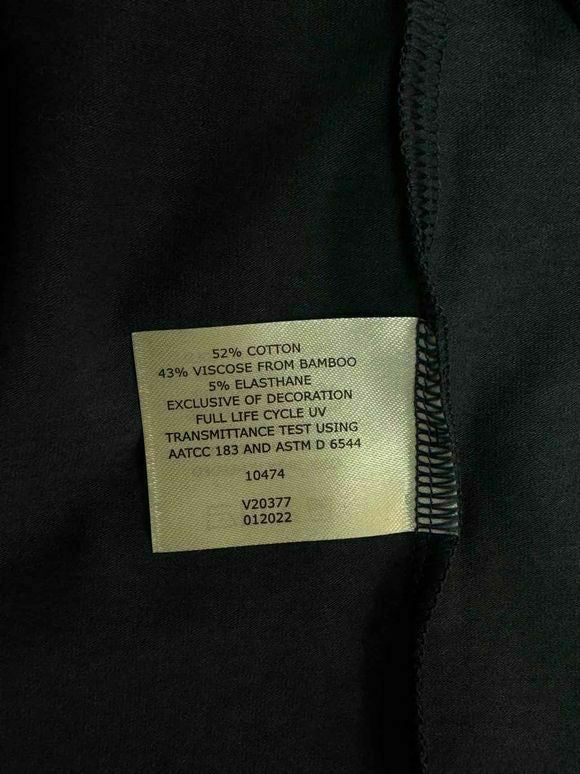 52% COTTON
43% VISCOSE FROM BAMBOO
5% ELASTHANE
EXCLUSIVE OF DECORATION
FULL LIFE CYCLE UV
TRANSMITTANCE TEST USING
AATCC 183 AND ASTM D 6544
10474
V20377
012022